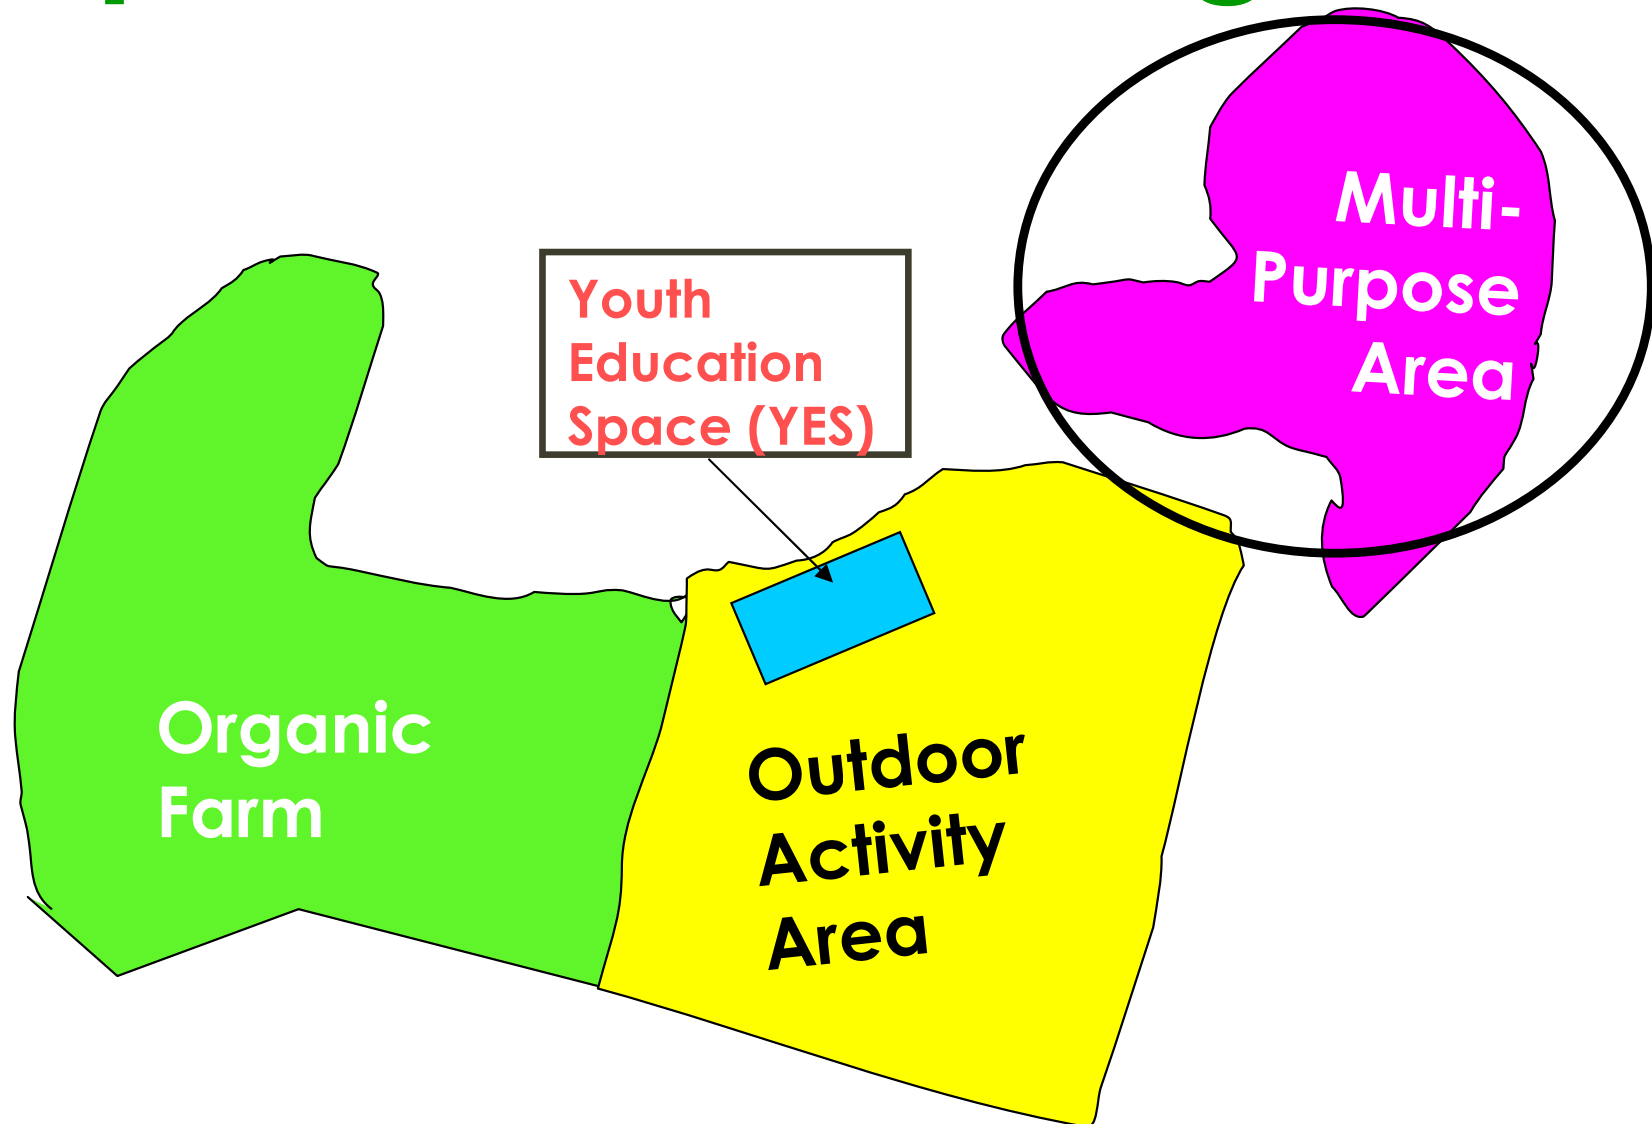 Youth
Education
Space (YES)
Multi-
Purpose
Area
Organic
Farm
Outdoor
Activity
Area